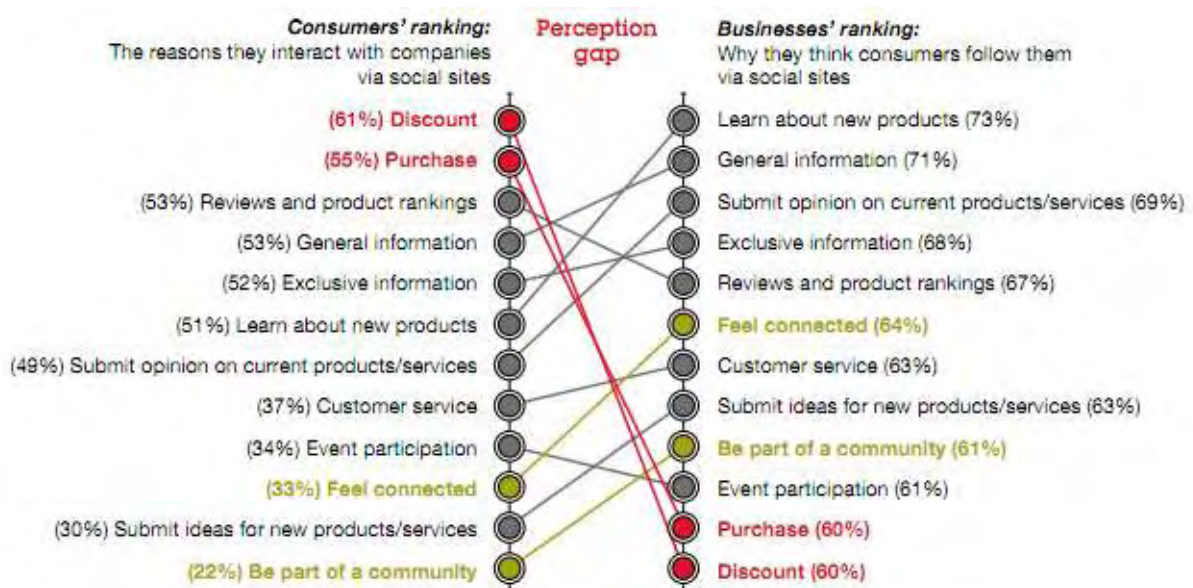 Consumers' ranking:
The reasons they interact with companies
via social sites
Perception
gap
Businesses' ranking:
Why they think consumers follow them
via social sites
(61%) Discount
(55%) Purchase
(53%) Reviews and product rankings
(53%) General information
(52%) Exclusive information
(51%) Learn about new products
(49%) Submit opinion on current products/services
(37%) Customer service
(34%) Event participation
(33%) Feel connected
(30%) Submit ideas for new products/services
(22%) Be part of a community
Learn about new products (73%)
General information (71%)
Submit opinion on current products/services (69%)
Exclusive information (68%)
Reviews and product rankings (67%)
Feel connected (64%)
Customer service (63%)
Submit ideas for new products/services (63%)
Be part of a community (61%)
Event participation (61%)
Purchase (60%)
Discount (60%)